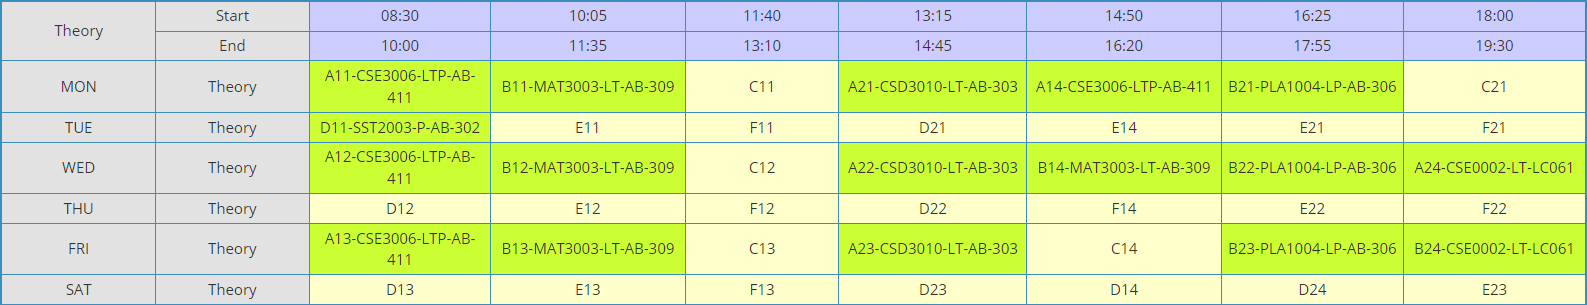 Theory Start 08:30 10:05 11:40 13:15 14:50 16:25 18:00
End 10:00 11:35 13:10 14:45 16:20 17:55 19:30
MON Theory A11-CSE3006-LTP-AB-411 B11-MAT3003-LT-AB-309 C11 A21-CSD3010-LT-AB-303 A14-CSE3006-LTP-AB-411 B21-PLA1004-LP-AB-306 C21
TUE Theory D11-SST2003-P-AB-302 E11 F11 D21 E14 E21 F21
WED Theory A12-CSE3006-LTP-AB-411 B12-MAT3003-LT-AB-309 C12 A22-CSD3010-LT-AB-303 B14-MAT3003-LT-AB-309 B22-PLA1004-LP-AB-306 A24-CSE0002-LT-LC061
THU Theory D12 E12 F12 D22 F14 E22 F22
FRI Theory A13-CSE3006-LTP-AB-411 B13-MAT3003-LT-AB-309 C13 A23-CSD3010-LT-AB-303 C14 B23-PLA1004-LP-AB-306 B24-CSE0002-LT-LC061
SAT Theory D13 E13 F13 D23 D14 D24 E23